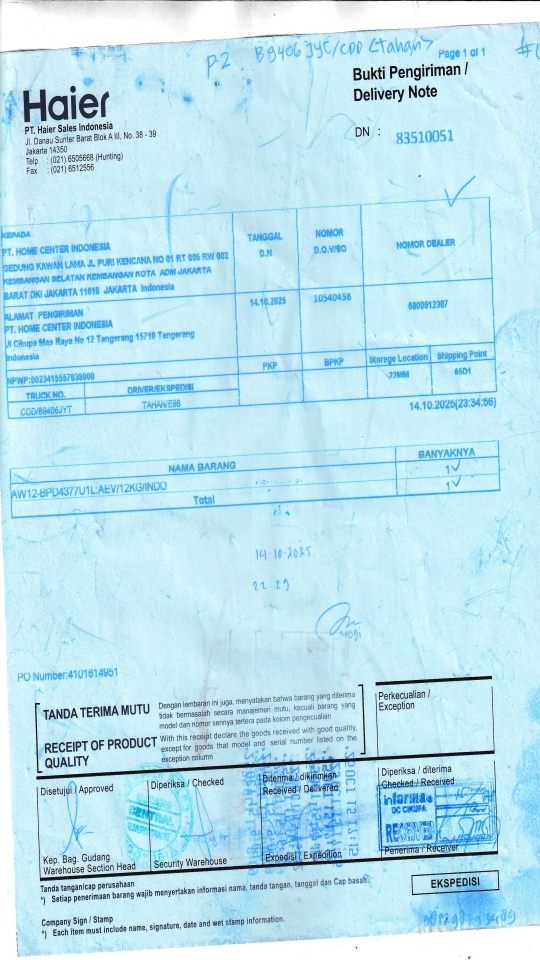 P2 B9406JYT/CDD <Tahan>
Page 1 of 1
Haier
Bukti Pengiriman /
Delivery Note
PT. Haier Sales Indonesia
Jl. Danau Sunter Barat Blok A III, No. 38 - 39
Jakarta 14350
Telp : (021) 6505668 (Hunting)
Fax : (021) 6512556
DN : 83510051
KEPADA
PT. HOME CENTER INDONESIA
GEDUNG KAWAN LAMA JL PURI KENCANA NO 01 RT 005 RW 002
KEMBANGAN SELATAN KEMBANGAN KOTA ADM JAKARTA
BARAT DKI JAKARTA 11610 JAKARTA Indonesia
TANGGAL
D.N
NOMOR
D.O.V/SO
NOMOR DEALER
ALAMAT PENGIRIMAN
PT. HOME CENTER INDONESIA
Jl Cikupa Mas Raya No 12 Tangerang 15710 Tangerang
Indonesia
14.10.2025
10540458
6000012307
NPWP:0023415557038000
PKP
BPKP
Storege Location
Shipping Point
22MM
65D1
TRUCK NO.
DRIVER/EKSPEDISI
CDD/B9406JYT
TAHAN/E66
14.10.2025(23:34:56)
NAMA BARANG
BANYAKNYA
AW12-BPD4377/U1L:AEV/12KG/INDO
1
Total
1
14-10-2025
22-29
PO Number:4101614951
TANDA TERIMA MUTU
Dengan lembaran ini juga, menyatakan bahwa barang yang diterima
tidak bermasalah secara manajemen mutu, kecuali barang yang
model dan nomor serinya tertera pada kolom pengecualian
RECEIPT OF PRODUCT
QUALITY
With this receipt declare the goods received with good quality,
except for goods that model and serial number listed on the
exception column
Perkecualian /
Exception
Disetujui / Approved
Diperiksa / Checked
Diterima / dikirimkan
Received / Delivered
Diperiksa / diterima
Checked / Received
informa
DC CIKUPA
RECEIVED
Kep. Bag. Gudang
Warehouse Section Head
Security Warehouse
Expedisi / Expedition
Penerima / Receiver
Tanda tangan/cap perusahaan
*) Setiap penerimaan barang wajib menyertakan informasi nama, tanda tangan, tanggal dan Cap basah.
EKSPEDISI
Company Sign / Stamp
*) Each item must include name, signature, date and wet stamp information.